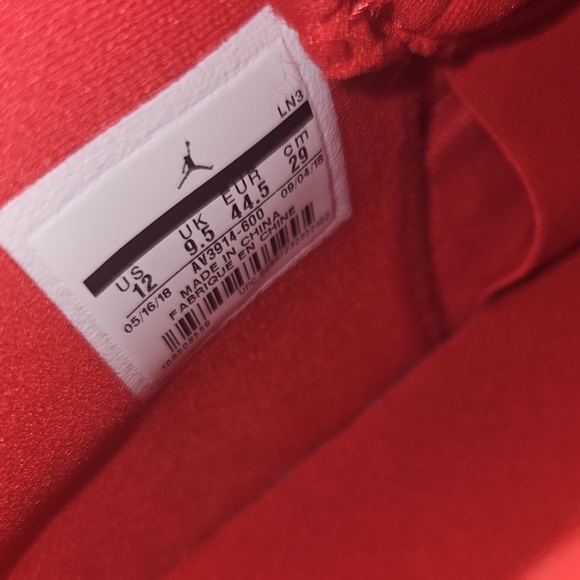 LN3
US UK EUR cm
12 9.5 44.5 29
05/16/18 AV3914-600 09/04/18
MADE IN CHINA
FABRIQUE EN CHINE
UPC